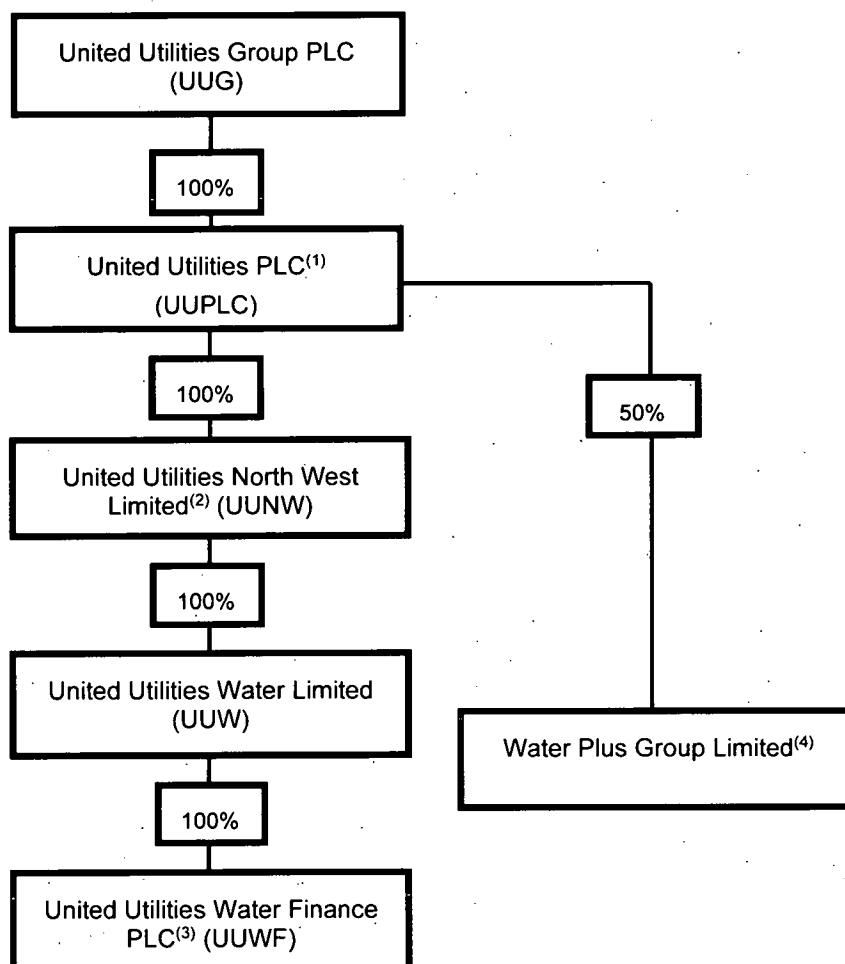 United Utilities Group PLC
(UUG)
100%
United Utilities PLC(1)
(UUPLC)
100%
50%
United Utilities North West
Limited(2) (UUNW)
100%
United Utilities Water Limited
(UUW)
Water Plus Group Limited(4)
100%
United Utilities Water Finance
PLC(3) (UUWF)